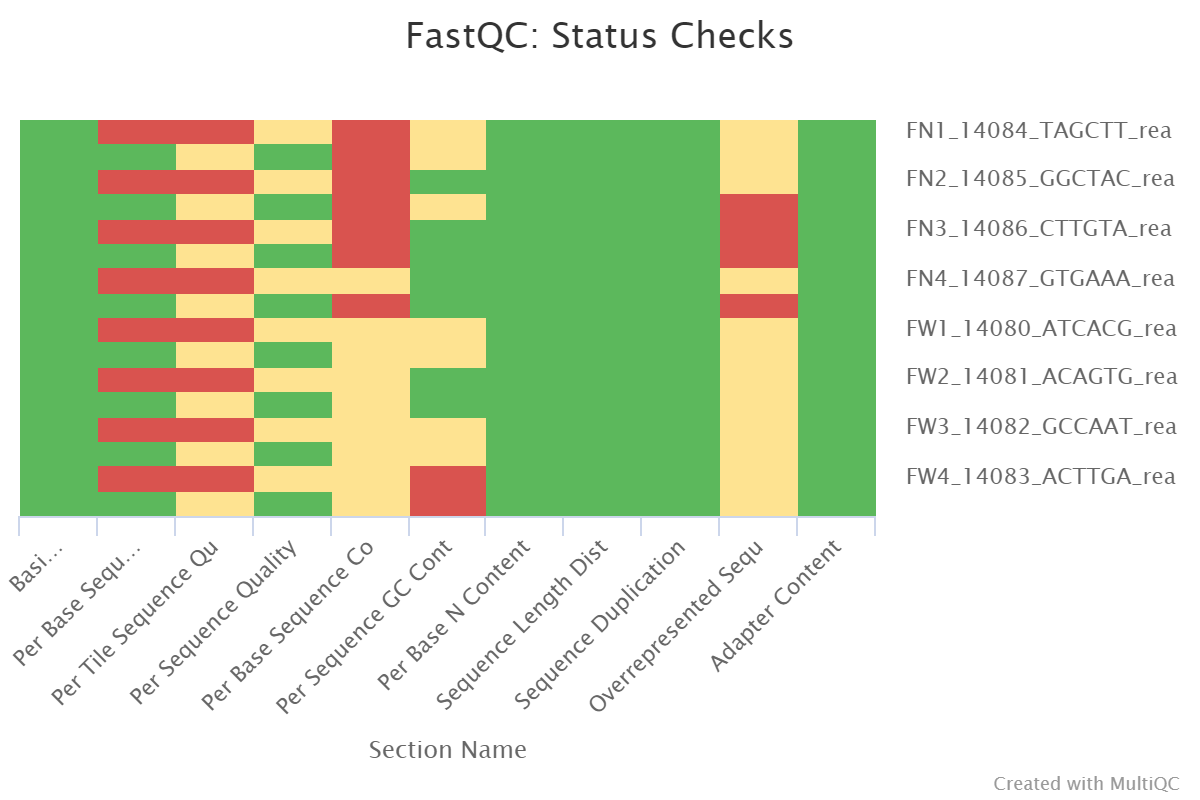 FastQC: Status Checks
FN1_14084_TAGCTT_rea
FN2_14085_GGCTAC_rea
FN3_14086_CTTGTA_rea
FN4_14087_GTGAAA_rea
FW1_14080_ATCACG_rea
FW2_14081_ACAGTG_rea
FW3_14082_GCCAAT_rea
FW4_14083_ACTTGA_rea
Basi...
Per Base Sequ...
Per Tile Sequence Qu
Per Sequence Quality
Per Base Sequence Co
Per Sequence GC Cont
Per Base N Content
Sequence Length Dist
Sequence Duplication
Overrepresented Sequ
Adapter Content
Section Name
Created with MultiQC